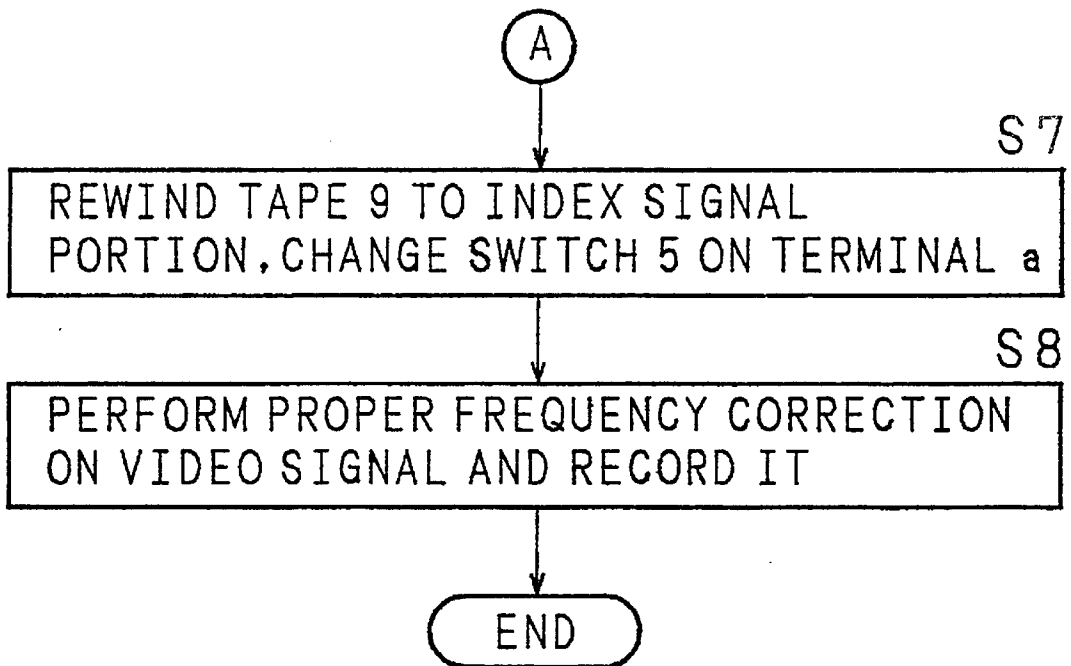 A
S7
REWIND TAPE 9 TO INDEX SIGNAL
PORTION, CHANGE SWITCH 5 ON TERMINAL a
S8
PERFORM PROPER FREQUENCY CORRECTION
ON VIDEO SIGNAL AND RECORD IT
END